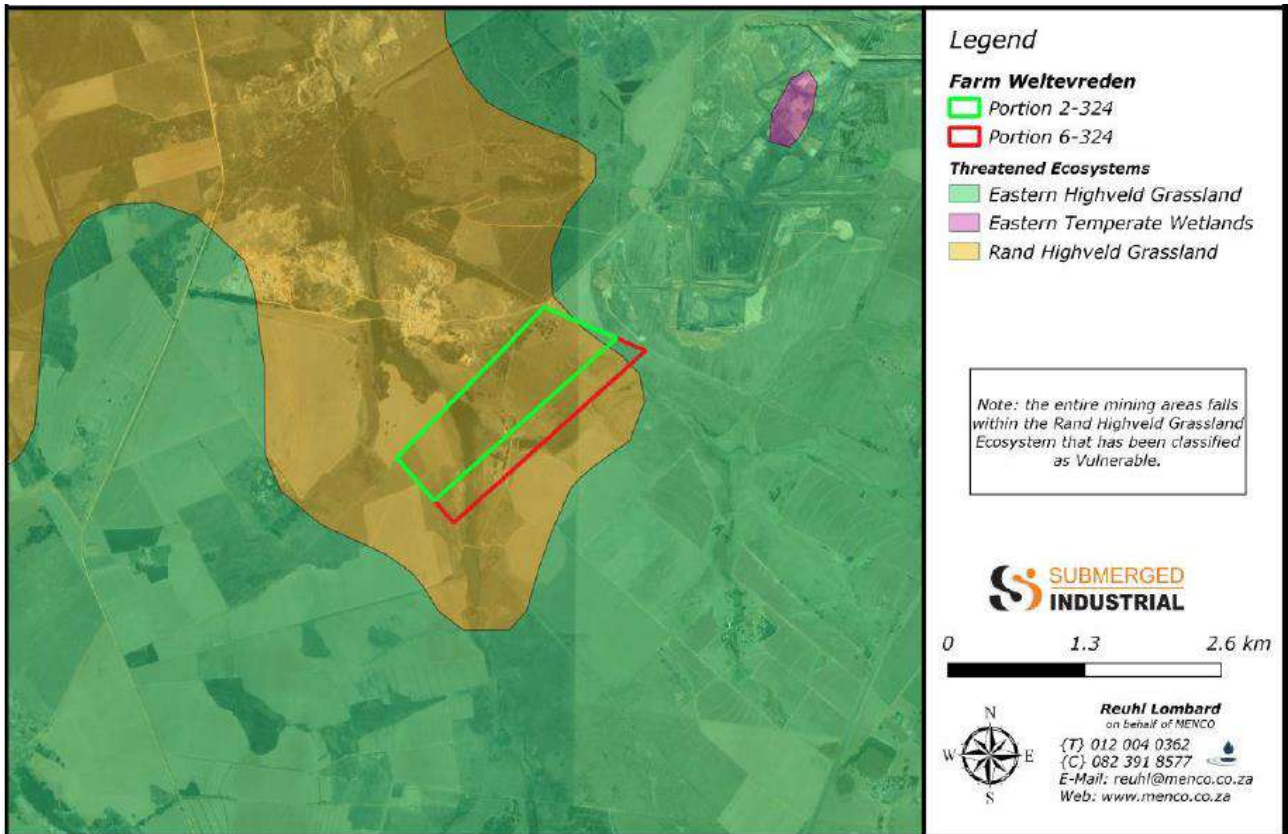 Legend
Farm Weltevreden
Portion 2-324
Portion 6-324
Threatened Ecosystems
Eastern Highveld Grassland
Eastern Temperate Wetlands
Rand Highveld Grassland
Note: the entire mining areas falls
within the Rand Highveld Grassland
Ecosystem that has been classified
as Vulnerable.
SUBMERGED
INDUSTRIAL
0 1.3 2.6 km
N
W E
S
Reuhl Lombard
on behalf of MENCO
{T} 012 004 0362
{C} 082 391 8577
E-Mail: reuhl@menco.co.za
Web: www.menco.co.za